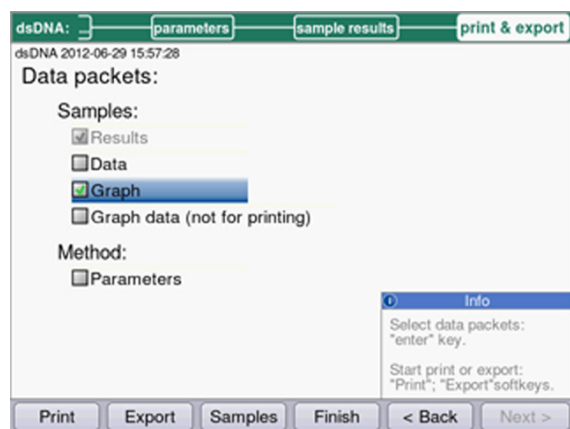 dsDNA: parameters sample results print & export
dsDNA 2012-06-29 15:57:28
Data packets:
Samples:
Results
Data
Graph
Graph data (not for printing)
Method:
Parameters
Info
Select data packets:
"enter" key.
Start print or export:
"Print"; "Export"softkeys.
Print Export Samples Finish < Back Next >